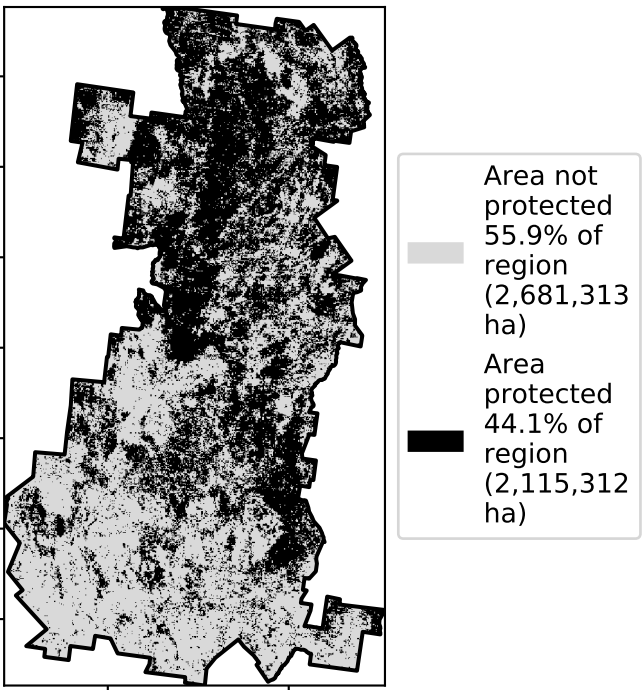 Area not
protected
55.9% of
region
(2,681,313
ha)
Area
protected
44.1% of
region
(2,115,312
ha)